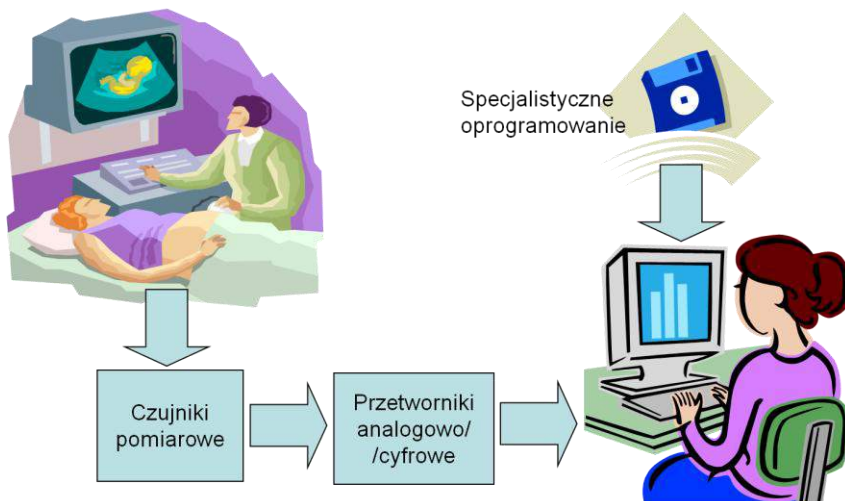 Specjalistyczne
oprogramowanie
Czujniki
pomiarowe
Przetworniki
analogowo/
/cyfrowe